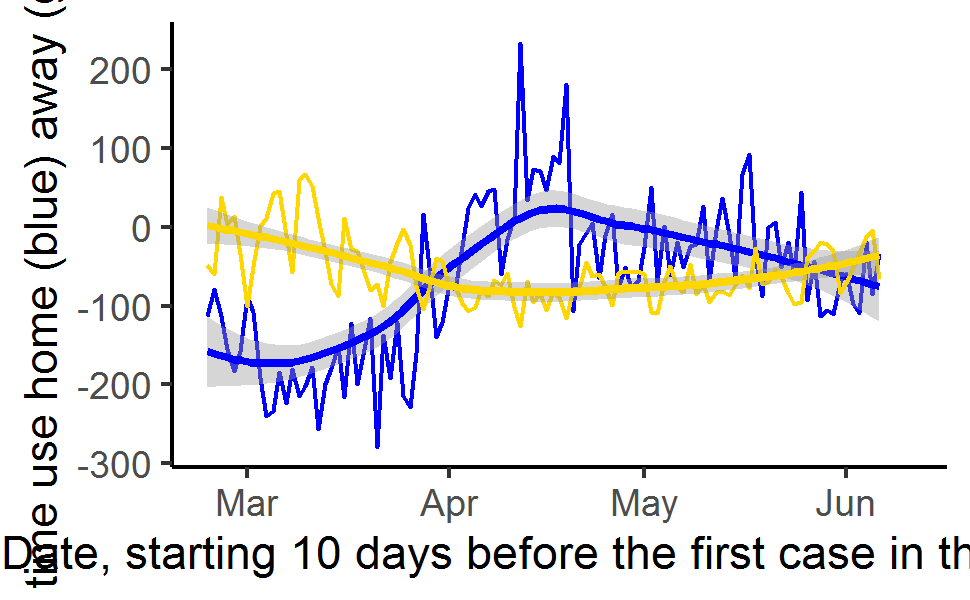 time use home (blue) away (
200
100
0
-100
-200
-300
Mar Apr May Jun
Date, starting 10 days before the first case in th